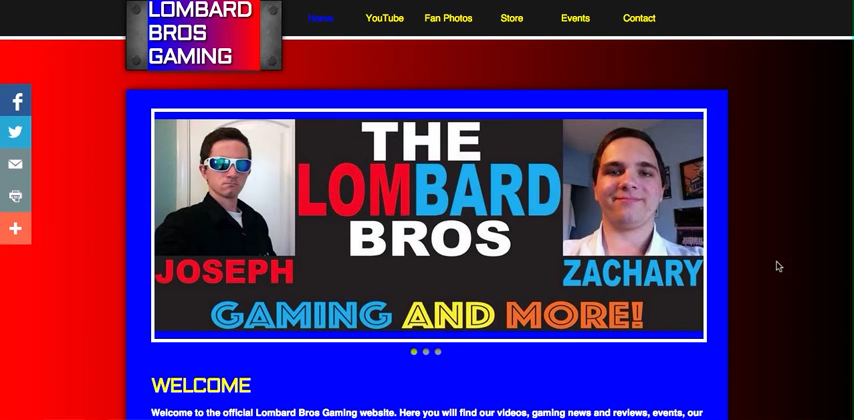 LOMBARD
BROS
GAMING
Home YouTube Fan Photos Store Events Contact
THE
LOMBARD
BROS
JOSEPH ZACHARY
GAMING AND MORE!
WELCOME
Welcome to the official Lombard Bros Gaming website. Here you will find our videos, gaming news and reviews, events, our